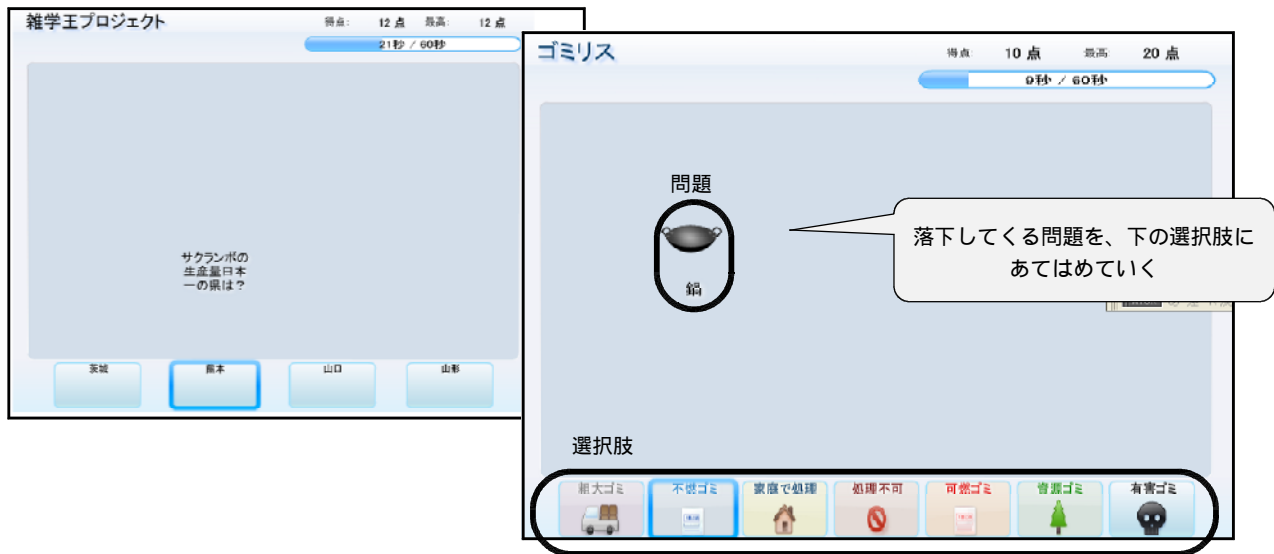 雑学王プロジェクト
得点: 12 点 最高: 12 点
21秒 / 60秒
サクランボの
生産量日本
一の県は？
茨城 熊本 山口 山形
ゴミリス
得点 10 点 最高 20 点
9秒 / 60秒
問題
鍋
落下してくる問題を、下の選択肢に
あてはめていく
選択肢
粗大ゴミ 不燃ゴミ 家庭で処理 処理不可 可燃ゴミ 資源ゴミ 有害ゴミ